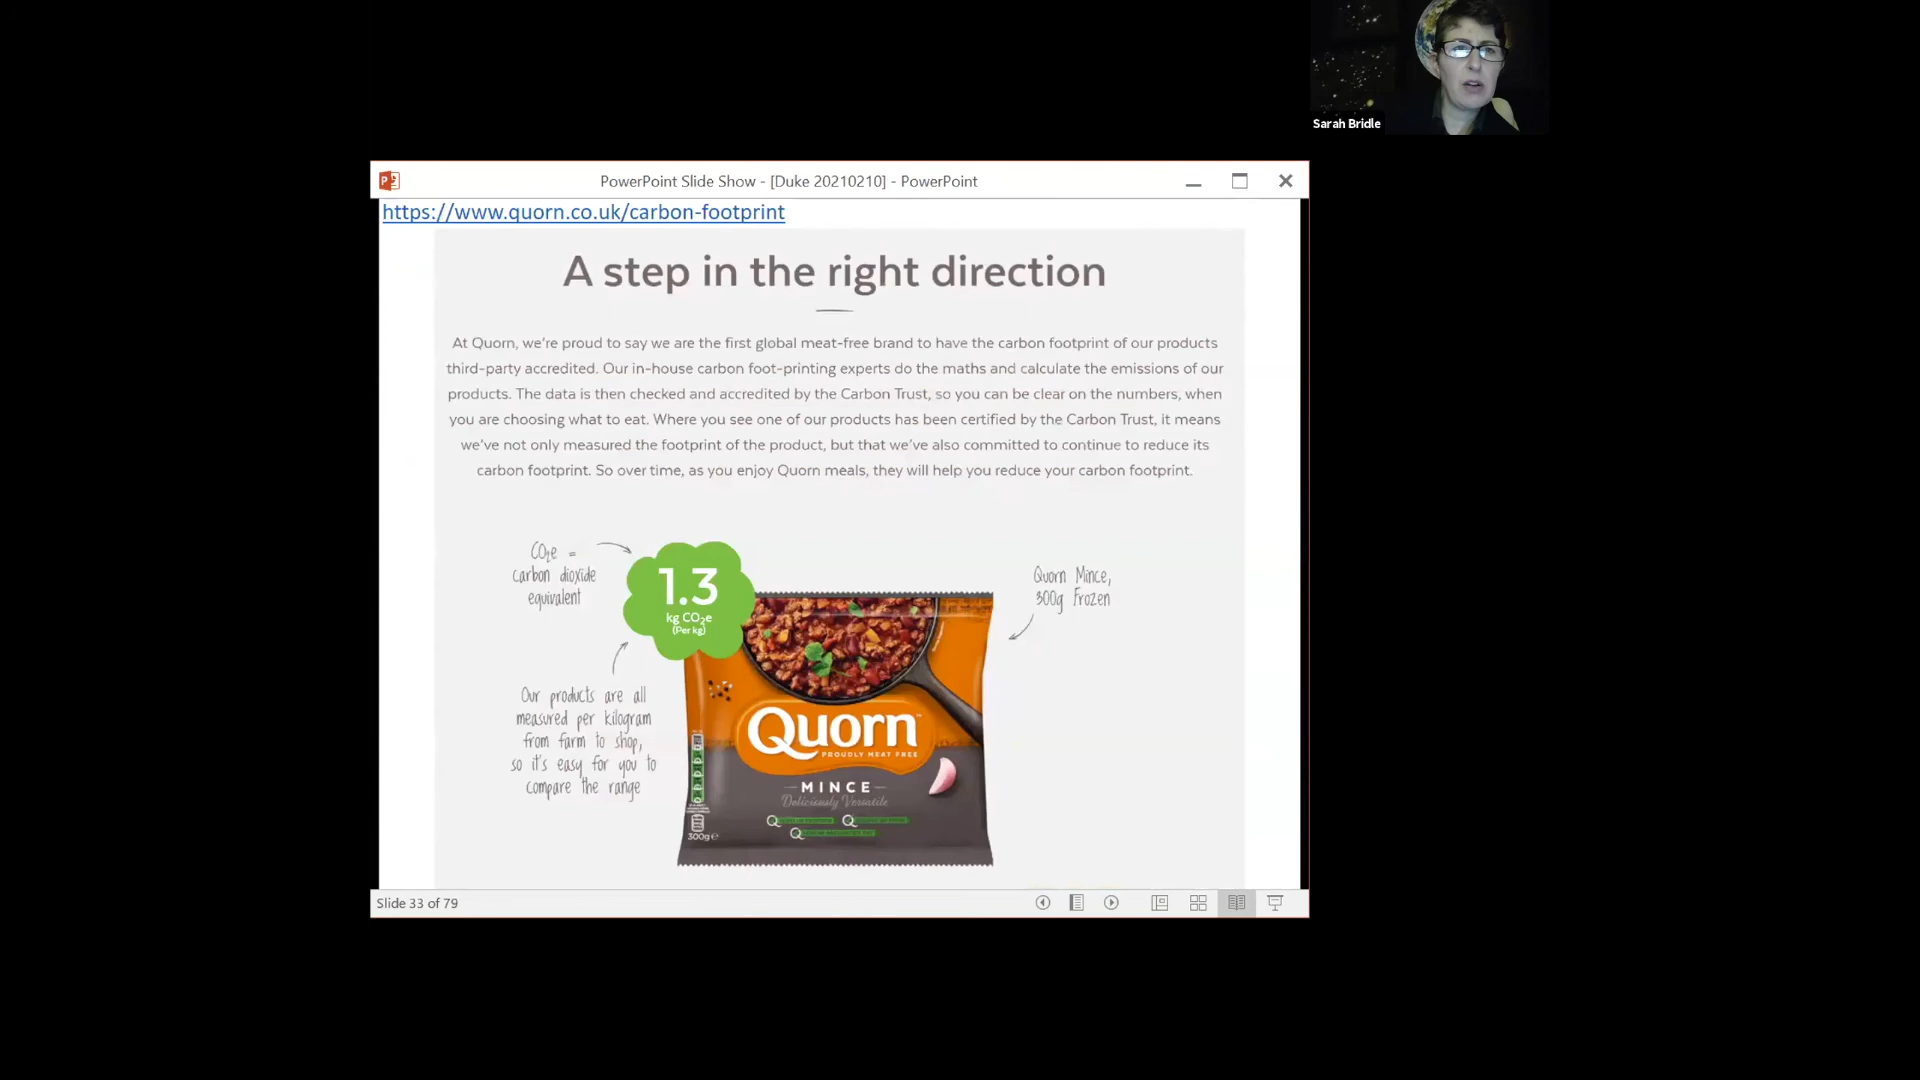 Sarah Bridle
PowerPoint Slide Show - [Duke 20210210] - PowerPoint
https://www.quorn.co.uk/carbon-footprint
A step in the right direction
At Quorn, we're proud to say we are the first global meat-free brand to have the carbon footprint of our products
third-party accredited. Our in-house carbon foot-printing experts do the maths and calculate the emissions of our
products. The data is then checked and accredited by the Carbon Trust, so you can be clear on the numbers, when
you are choosing what to eat. Where you see one of our products has been certified by the Carbon Trust, it means
we've not only measured the footprint of the product, but that we've also committed to continue to reduce its
carbon footprint. So over time, as you enjoy Quorn meals, they will help you reduce your carbon footprint.
CO₂e =
carbon dioxide
equivalent
1.3
kg CO₂e
(Per kg)
Quorn Mince,
300g Frozen
Our products are all
measured per kilogram
from farm to shop,
so it's easy for you to
compare the range
Quorn
PROUDLY MEAT FREE
MINCE
Deliciously Versatile
300g e
Slide 33 of 79